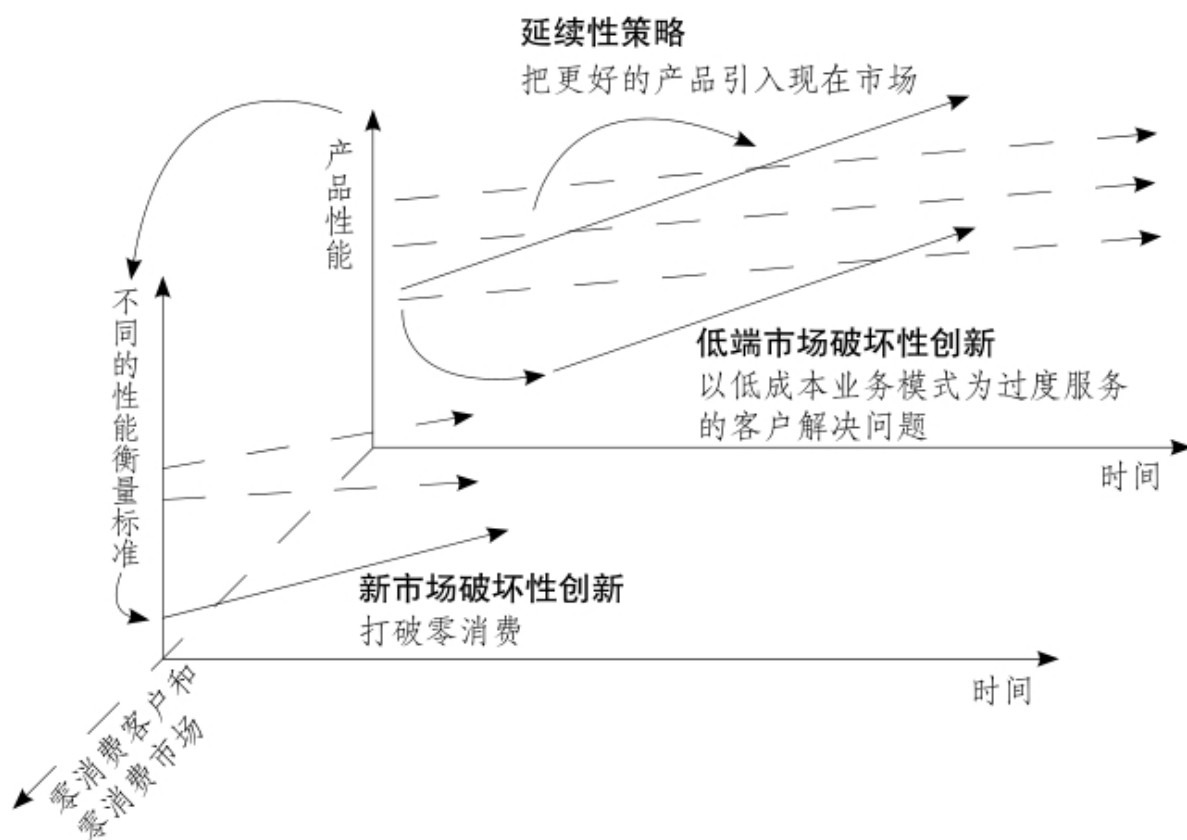 延续性策略
把更好的产品引入现在市场
产品性能
不同的性能衡量标准
低端市场破坏性创新
以低成本业务模式为过度服务
的客户解决问题
时间
新市场破坏性创新
打破零消费
时间
零消费客户和
零消费市场